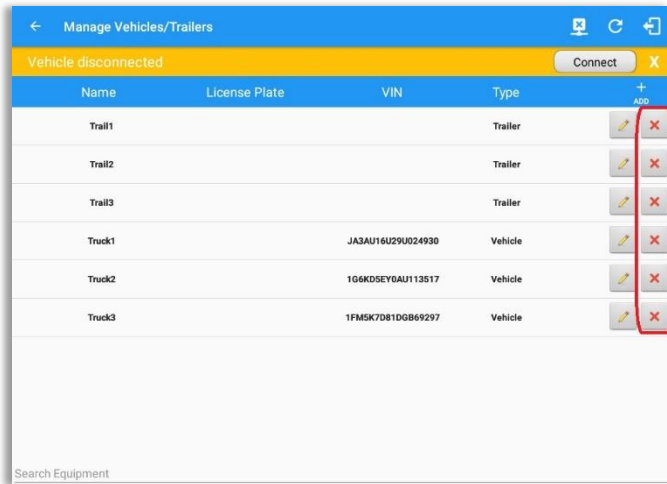 Manage Vehicles/Trailers
Vehicle disconnected Connect X
Name License Plate VIN Type + ADD
Trail1 Trailer
Trail2 Trailer
Trail3 Trailer
Truck1 JA3AU16U29U024930 Vehicle
Truck2 1G6KD5EY0AU113517 Vehicle
Truck3 1FM5K7D81DGB69297 Vehicle
Search Equipment